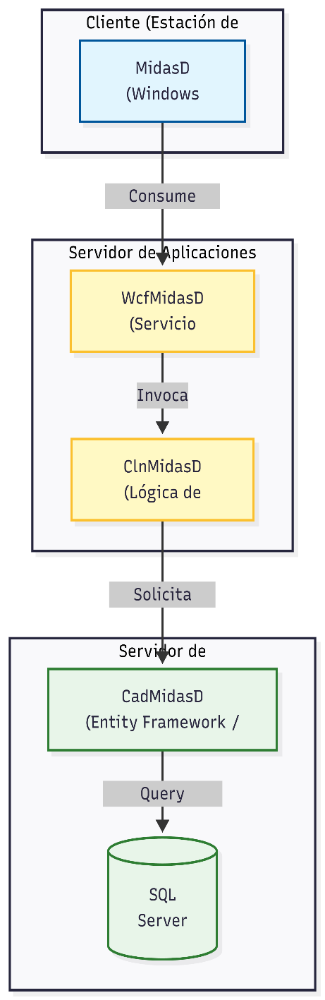 Cliente (Estación de
MidasD
(Windows
Consume
Servidor de Aplicaciones
WcfMidasD
(Servicio
Invoca
ClnMidasD
(Lógica de
Solicita
Servidor de
CadMidasD
(Entity Framework /
Query
SQL
Server